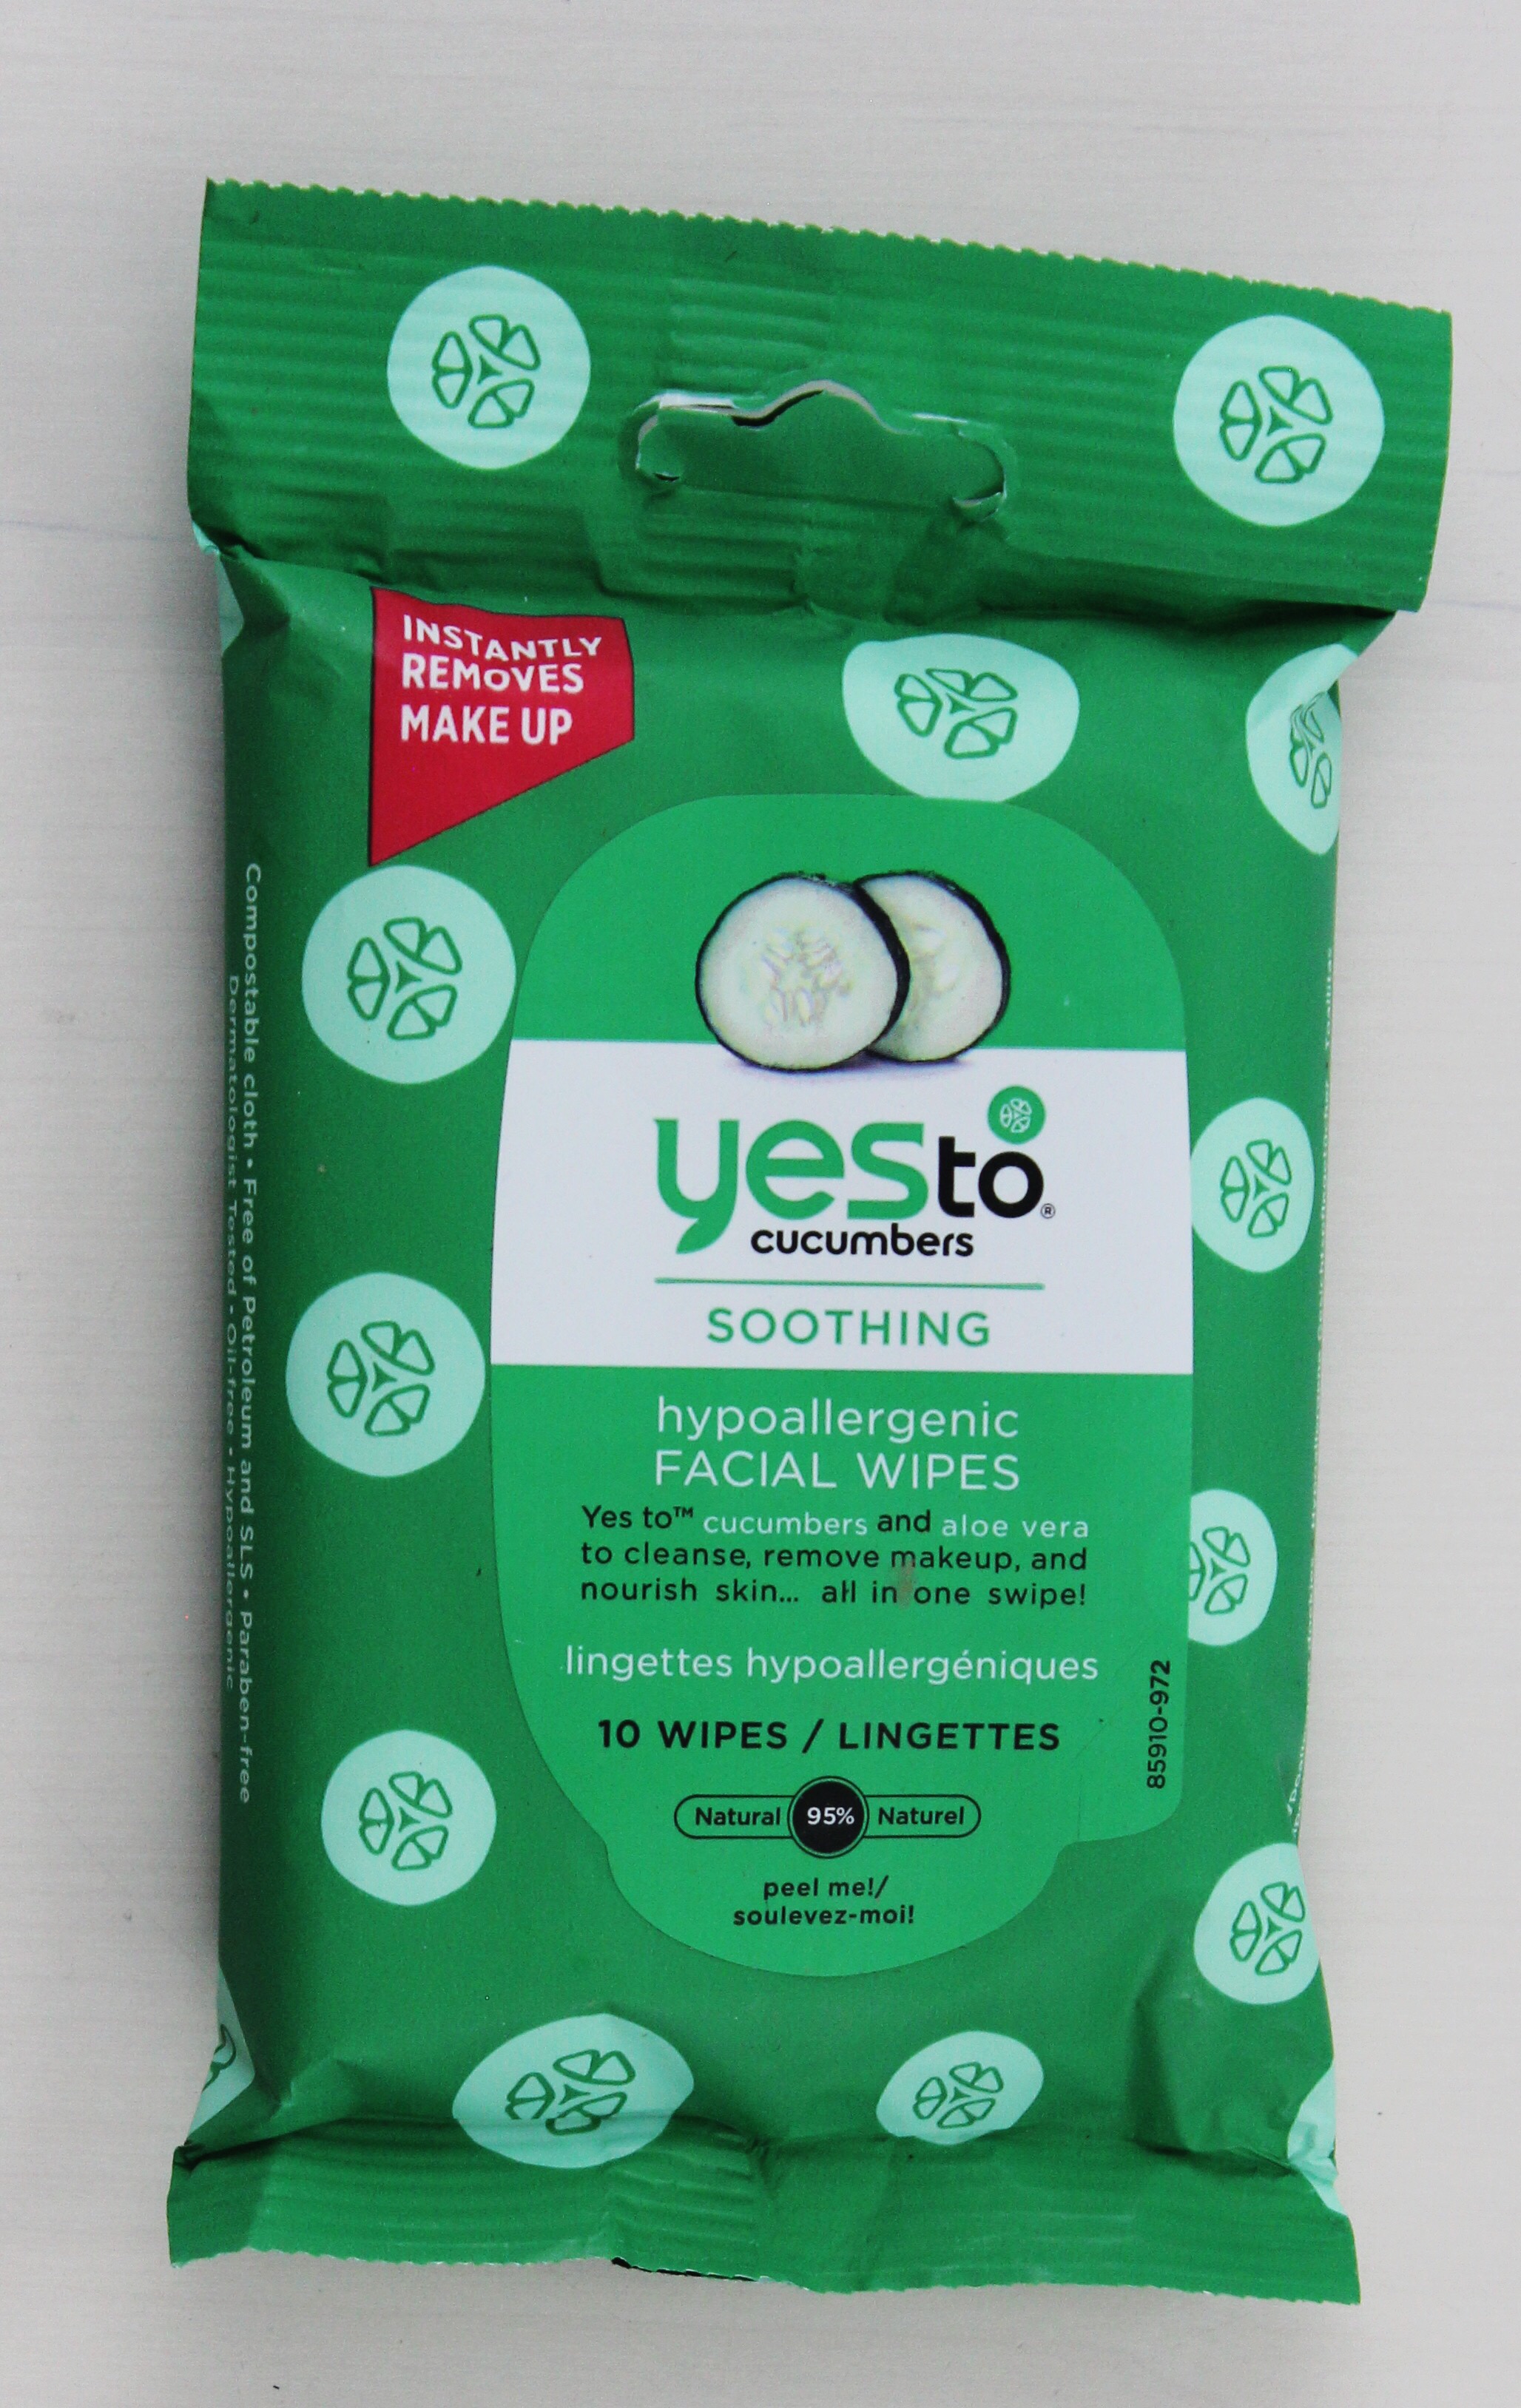 INSTANTLY
REMOVES
MAKE UP
yes to®
cucumbers
SOOTHING
hypoallergenic
FACIAL WIPES
Yes to™ cucumbers and aloe vera
to cleanse, remove makeup, and
nourish skin... all in one swipe!
lingettes hypoallergéniques
10 WIPES / LINGETTES
Natural 95% Naturel
peel me!/
soulevez-moi!
85910-972
Compostable cloth • Free of Petroleum and SLS • Paraben-free
Dermatologist Tested • Oil-free • Hypoallergenic